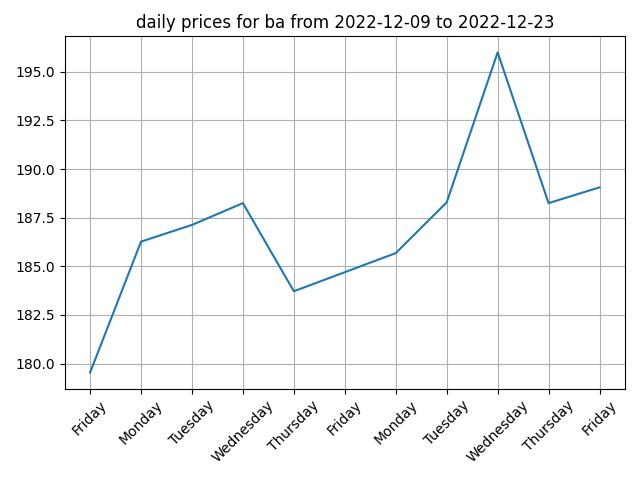 daily prices for ba from 2022-12-09 to 2022-12-23
195.0
192.5
190.0
187.5
185.0
182.5
180.0
Friday
Monday
Tuesday
Wednesday
Thursday
Friday
Monday
Tuesday
Wednesday
Thursday
Friday